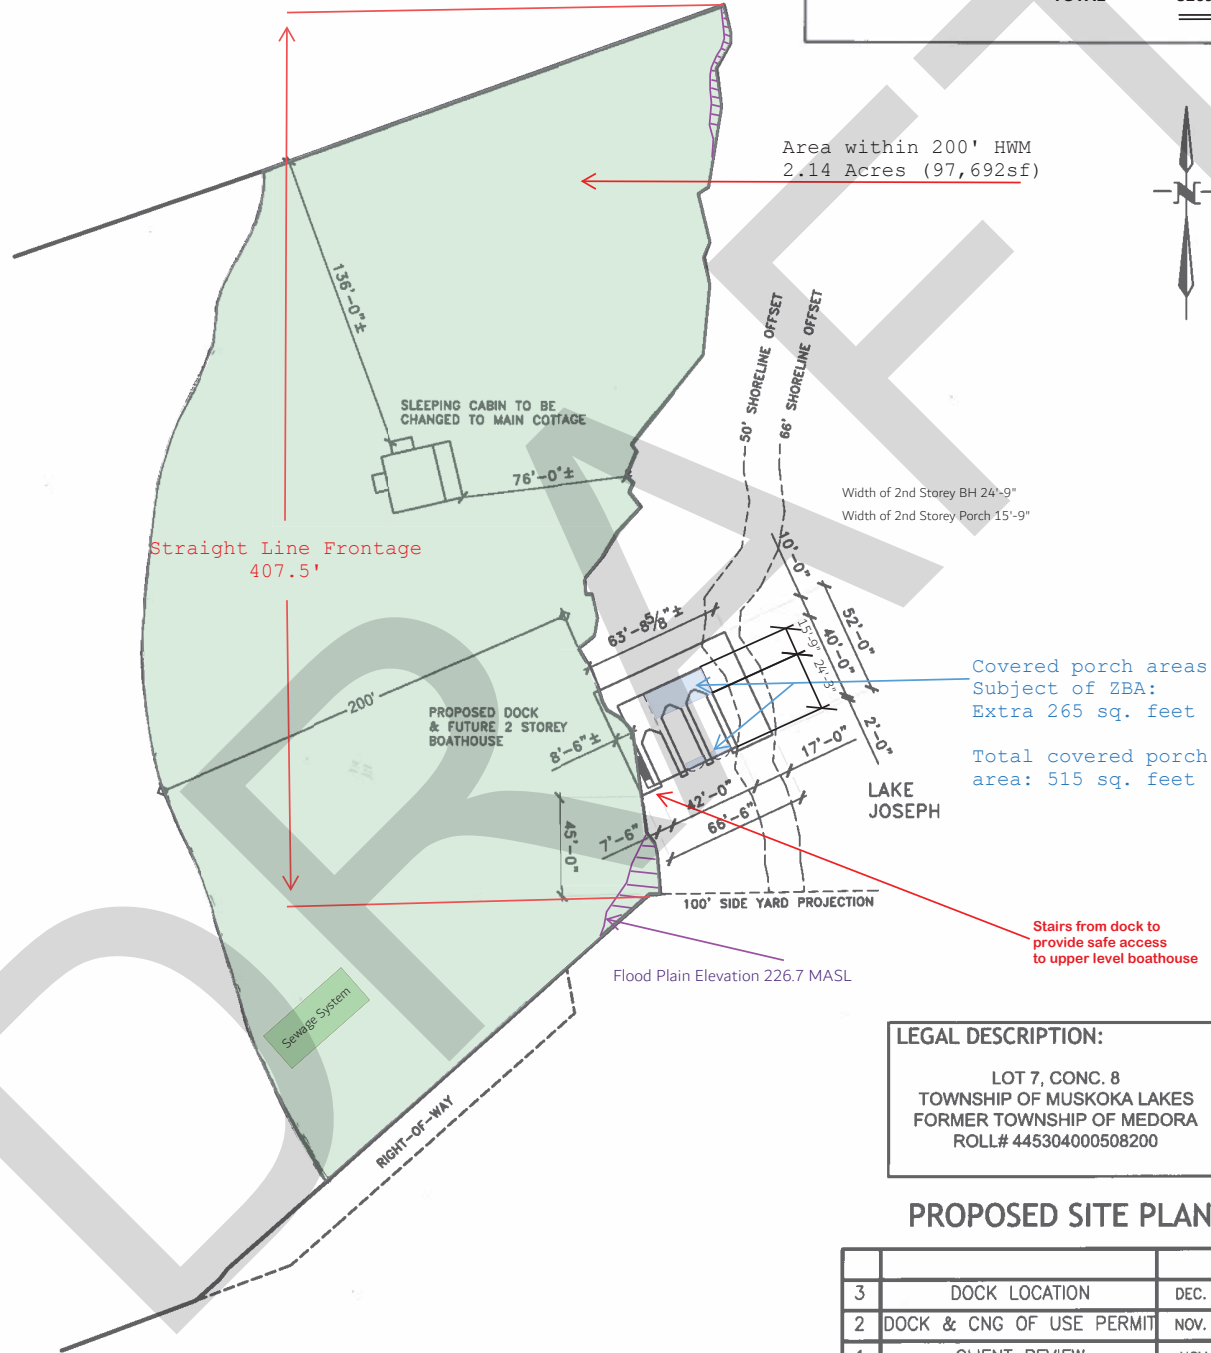 TOTAL
Area within 200' HWM
2.14 Acres (97,692sf)
N
136'-0"±
50' SHORELINE OFFSET
66' SHORELINE OFFSET
SLEEPING CABIN TO BE
CHANGED TO MAIN COTTAGE
76'-0"±
Width of 2nd Storey BH 24'-9"
Width of 2nd Storey Porch 15'-9"
Straight Line Frontage
407.5'
10'-0"
63'-8⅝"±
52'-0"
15'-9"
40'-0"
24'-3"
Covered porch areas
Subject of ZBA:
Extra 265 sq. feet
Total covered porch
area: 515 sq. feet
200'
PROPOSED DOCK
& FUTURE 2 STOREY
BOATHOUSE
8'-6"±
2'-0"
17'-0"
LAKE
JOSEPH
42'-0"
66'-6"
7'-6"
45'-0"
100' SIDE YARD PROJECTION
Stairs from dock to
provide safe access
to upper level boathouse
Flood Plain Elevation 226.7 MASL
Sewage System
RIGHT-OF-WAY
LEGAL DESCRIPTION:
LOT 7, CONC. 8
TOWNSHIP OF MUSKOKA LAKES
FORMER TOWNSHIP OF MEDORA
ROLL# 445304000508200
PROPOSED SITE PLAN
3 DOCK LOCATION DEC.
2 DOCK & CNG OF USE PERMIT NOV.
CLIENT REVIEW
DRAFT